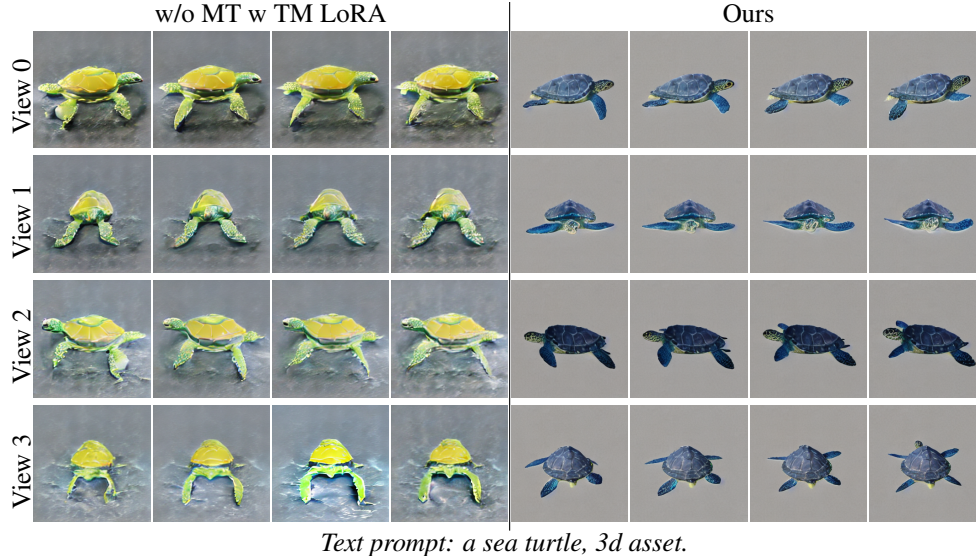 w/o MT w TM LoRA
Ours
View 0
View 1
View 2
View 3
Text prompt: a sea turtle, 3d asset.